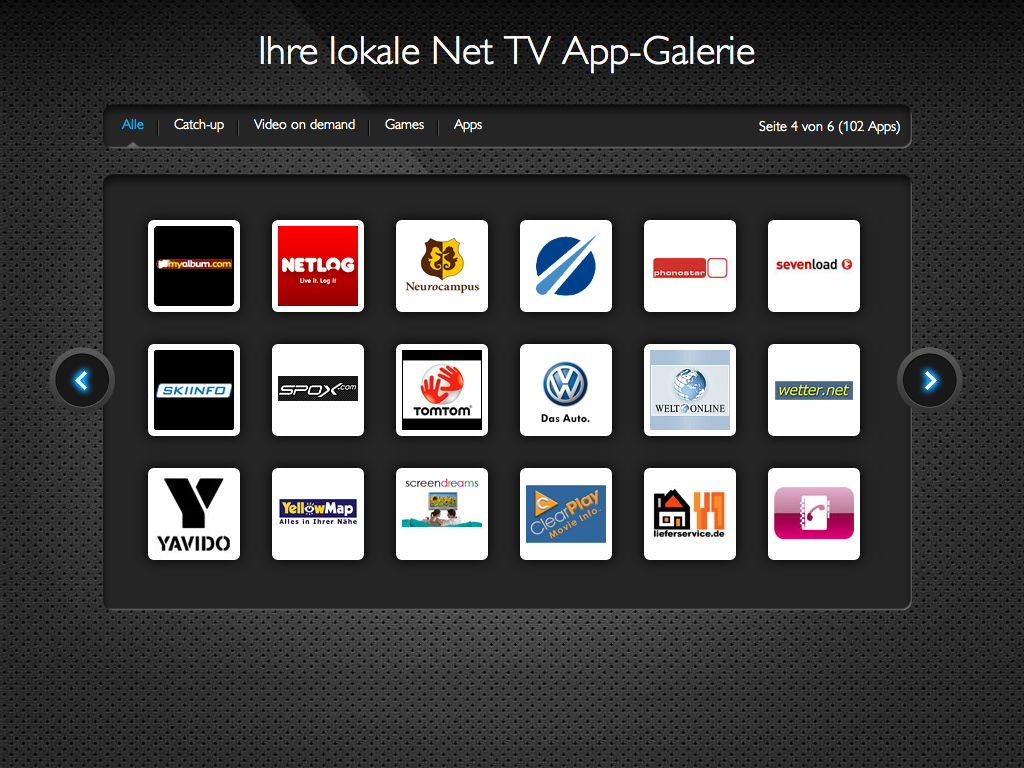 Ihre lokale Net TV App-Galerie
Alle
Catch-up
Video on demand
Games
Apps
Seite 4 von 6 (102 Apps)
myalbum.com
NETLOG
Live it. Log it
Neurocampus
phonostar
sevenload
SKIINFO
SPOX.com
TOMTOM
Das Auto.
WELT ONLINE
wetter.net
YAVIDO
YellowMap
Alles in Ihrer Nähe
screendreams
ClearPlay
Movie Info
lieferservice.de